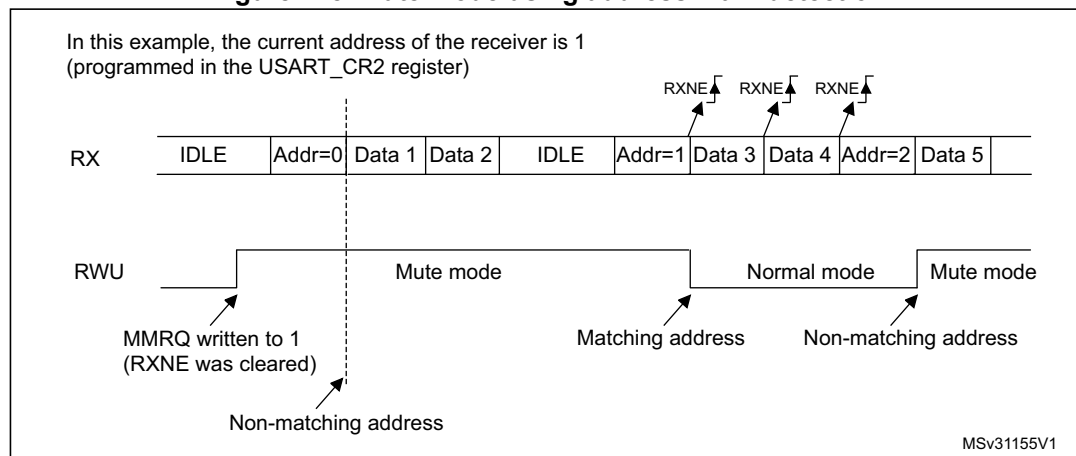 In this example, the current address of the receiver is 1
(programmed in the USART_CR2 register)
RXNE RXNE RXNE
RX IDLE Addr=0 Data 1 Data 2 IDLE Addr=1 Data 3 Data 4 Addr=2 Data 5
RWU Mute mode Normal mode Mute mode
MMRQ written to 1 Matching address Non-matching address
(RXNE was cleared)
Non-matching address
MSv31155V1